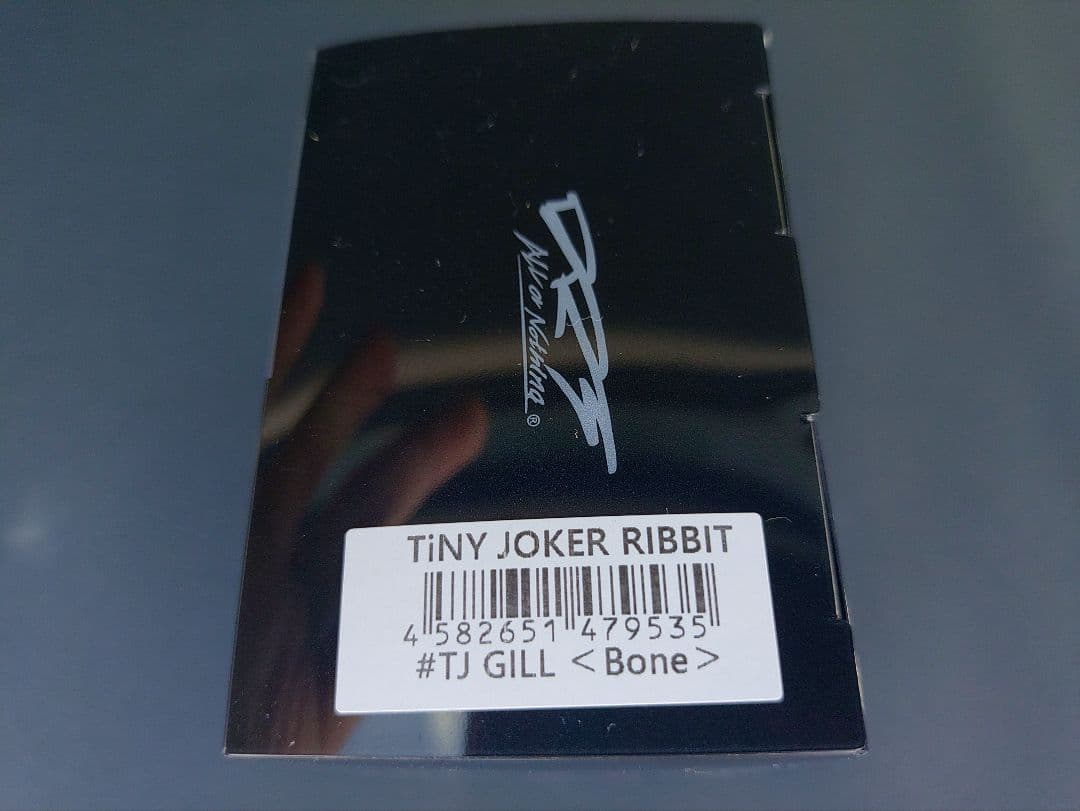 All or Nothing®
TiNY JOKER RIBBIT
4 582651 479535
#TJ GILL <Bone>